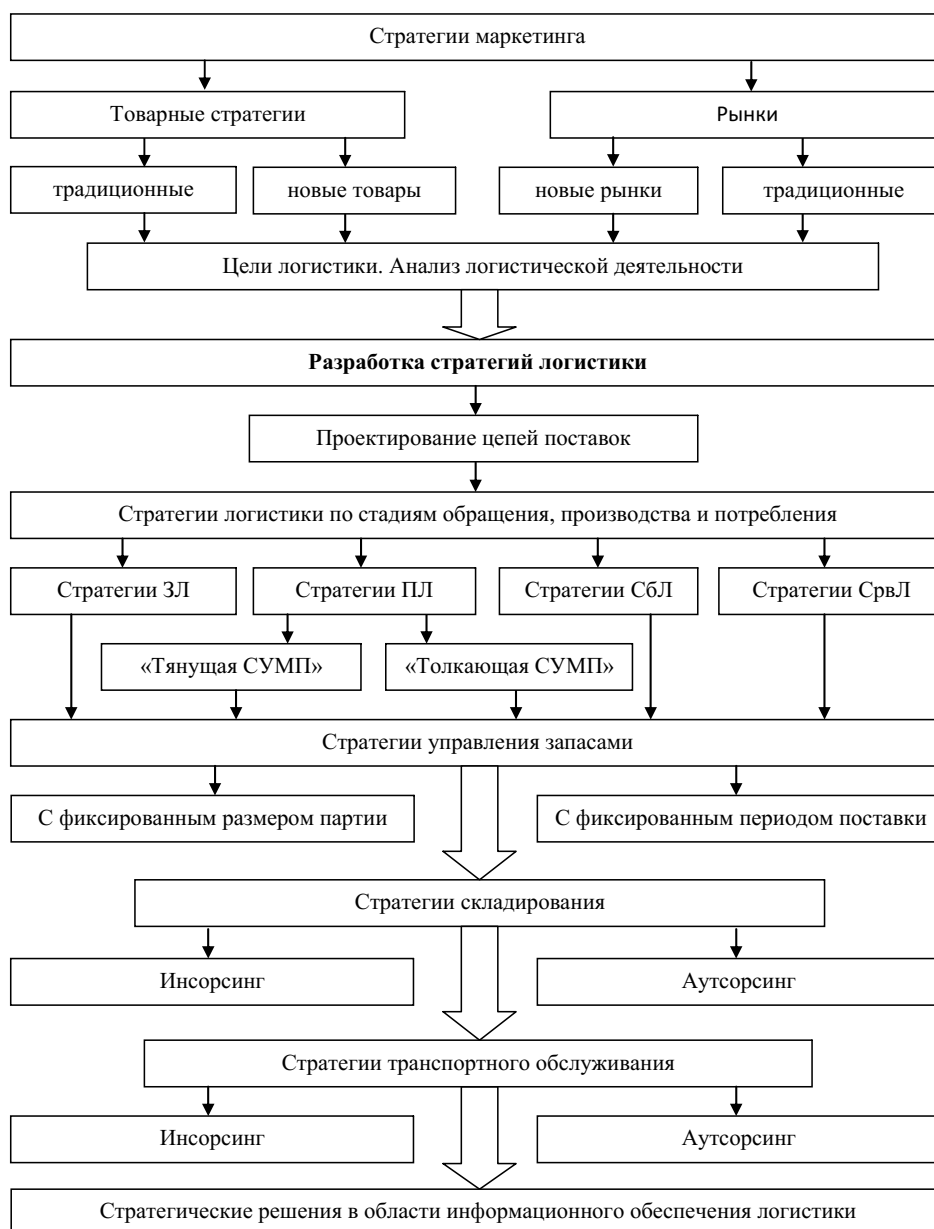 Стратегии маркетинга
Товарные стратегии
Рынки
традиционные
новые товары
новые рынки
традиционные
Цели логистики. Анализ логистической деятельности
Разработка стратегий логистики
Проектирование цепей поставок
Стратегии логистики по стадиям обращения, производства и потребления
Стратегии ЗЛ
Стратегии ПЛ
Стратегии СбЛ
Стратегии СрвЛ
«Тянущая СУМП»
«Толкающая СУМП»
Стратегии управления запасами
С фиксированным размером партии
С фиксированным периодом поставки
Стратегии складирования
Инсорсинг
Аутсорсинг
Стратегии транспортного обслуживания
Инсорсинг
Аутсорсинг
Стратегические решения в области информационного обеспечения логистики